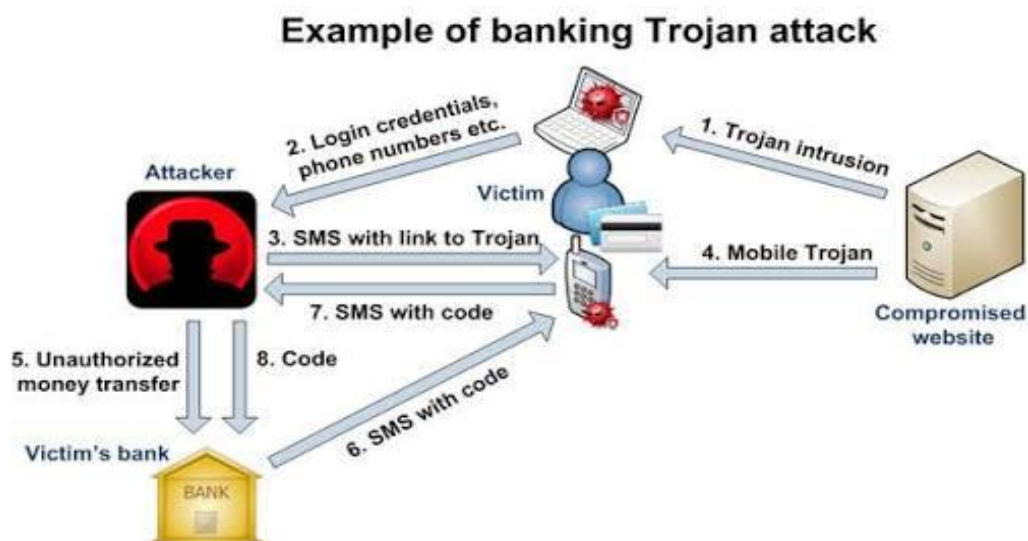 Example of banking Trojan attack
1. Trojan intrusion
2. Login credentials,
phone numbers etc.
Attacker
Victim
3. SMS with link to Trojan
4. Mobile Trojan
7. SMS with code
Compromised
website
5. Unauthorized
money transfer
8. Code
6. SMS with code
Victim's bank
BANK